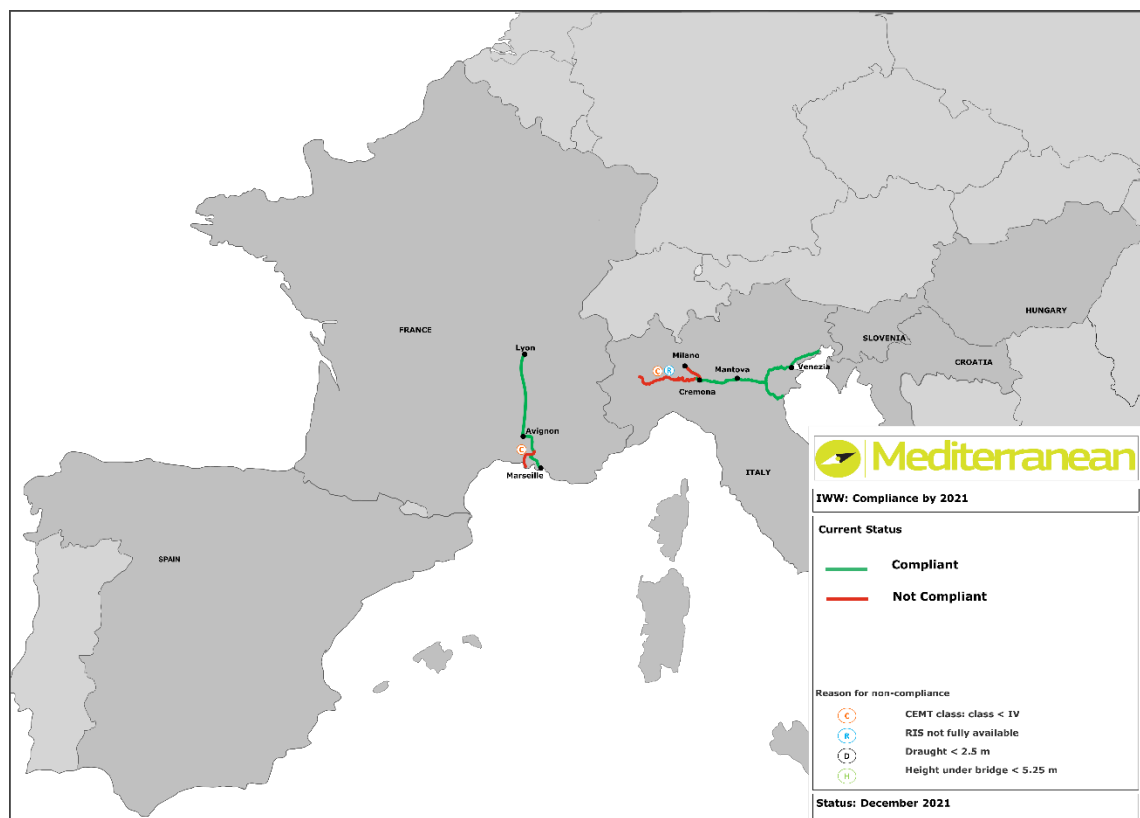 HUNGARY
FRANCE
SLOVENIA
Lyon
CROATIA
Milano
Mantova
Venezia
C R
Cremona
Avignon
C
Mediterranean
ITALY
Marseille
IWW: Compliance by 2021
Current Status
SPAIN
Compliant
Not Compliant
Reason for non-compliance
C CEMT class: class < IV
R RIS not fully available
D Draught < 2.5 m
H Height under bridge < 5.25 m
Status: December 2021